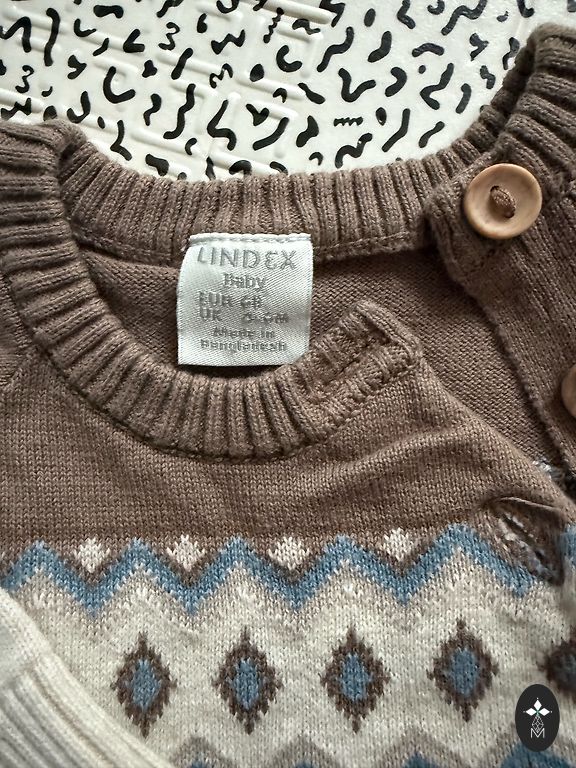 LINDEX
Baby
EUR 68
UK 3-6M
Made in
Bangladesh
M